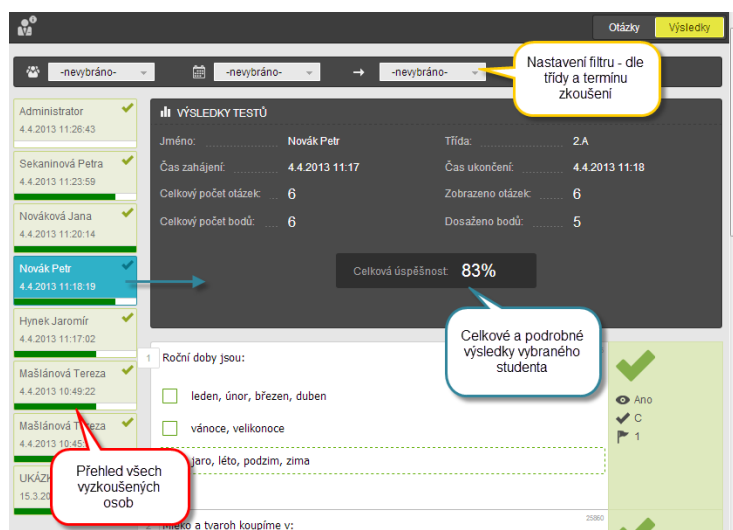 Otázky
Výsledky
-nevybráno-
-nevybráno-
→
-nevybráno-
Nastavení filtru - dle
třídy a termínu
zkoušení
Administrator
4.4.2013 11:26:43
Sekaninová Petra
4.4.2013 11:23:59
Nováková Jana
4.4.2013 11:20:14
Novák Petr
4.4.2013 11:18:19
Hynek Jaromír
4.4.2013 11:17:02
Mašlánová Tereza
4.4.2013 10:49:22
Mašlánová Tereza
4.4.2013 10:45:
Přehled všech
vyzkoušených
osob
VÝSLEDKY TESTŮ
Jméno: Novák Petr Třída: 2.A
Čas zahájení: 4.4.2013 11:17 Čas ukončení: 4.4.2013 11:18
Celkový počet otázek: 6 Zobrazeno otázek: 6
Celkový počet bodů: 6 Dosaženo bodů: 5
Celková úspěšnost: 83%
Celkové a podrobné
výsledky vybraného
studenta
1 Roční doby jsou:
leden, únor, březen, duben
vánoce, velikonoce
jaro, léto, podzim, zima
Ano
C
1
25860
2 Mléko a tvaroh koupíme v: